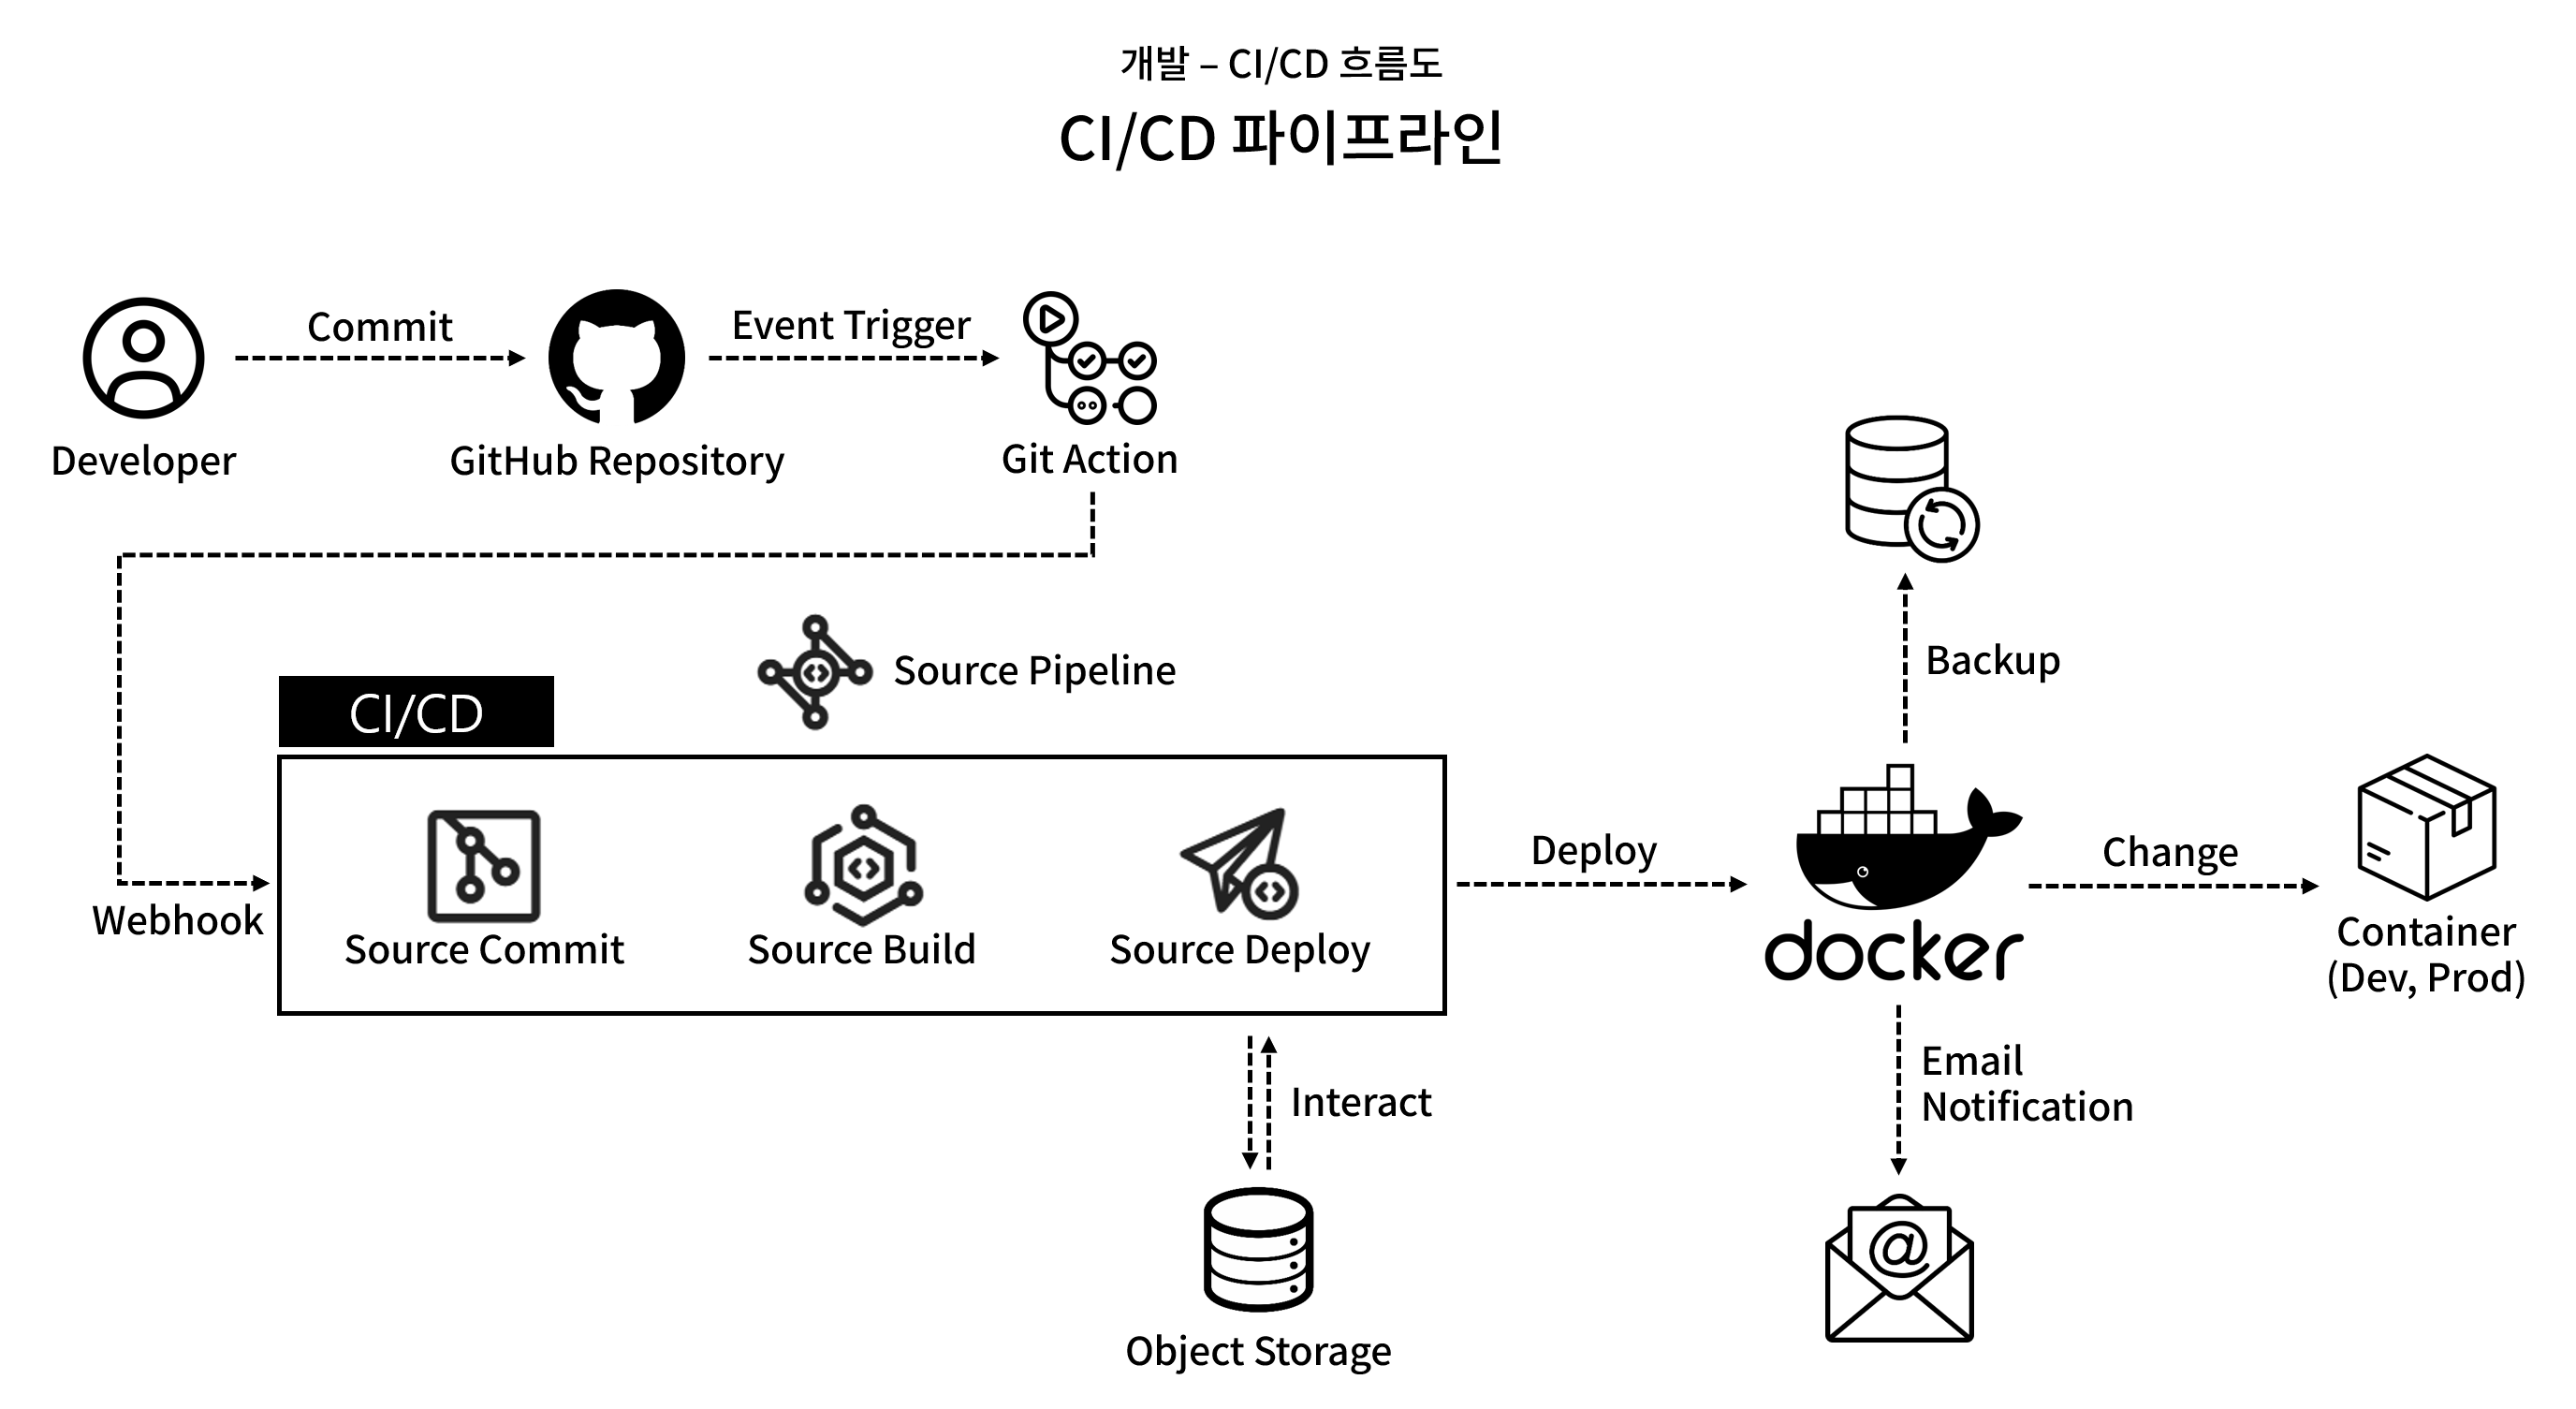 개발 – CI/CD 흐름도
CI/CD 파이프라인
Commit
Event Trigger
Developer
GitHub Repository
Git Action
Source Pipeline
CI/CD
Webhook
Source Commit
Source Build
Source Deploy
Interact
Object Storage
Deploy
Backup
docker
Change
Container
(Dev, Prod)
Email
Notification
@